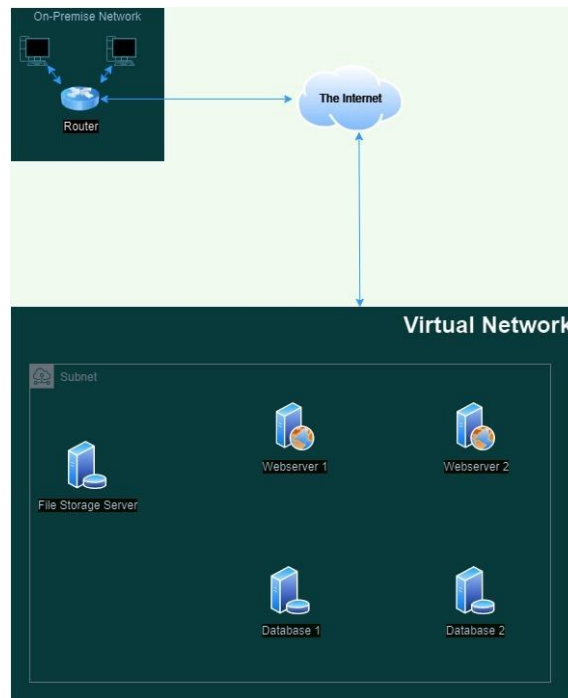 On-Premise Network
Router
The Internet
Virtual Network
Subnet
Webserver 1
Webserver 2
File Storage Server
Database 1
Database 2